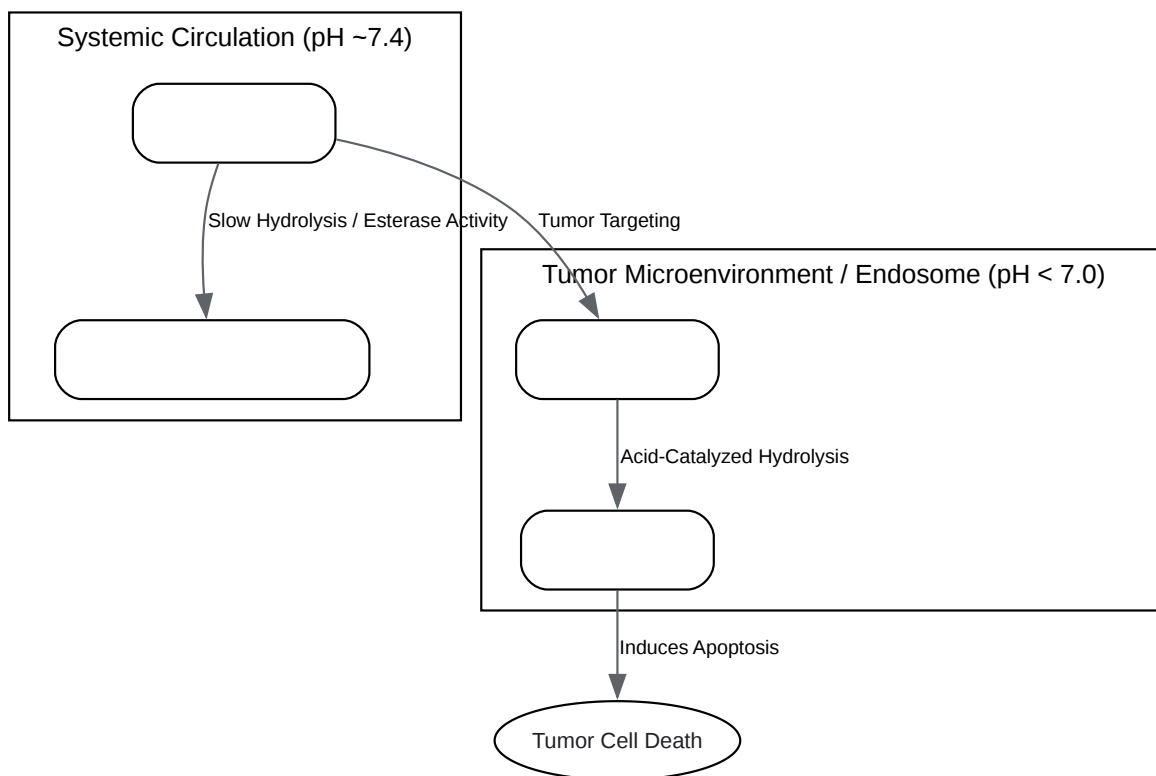 Systemic Circulation (pH ~7.4)
Slow Hydrolysis / Esterase Activity
Tumor Targeting
Tumor Microenvironment / Endosome (pH < 7.0)
Acid-Catalyzed Hydrolysis
Induces Apoptosis
Tumor Cell Death